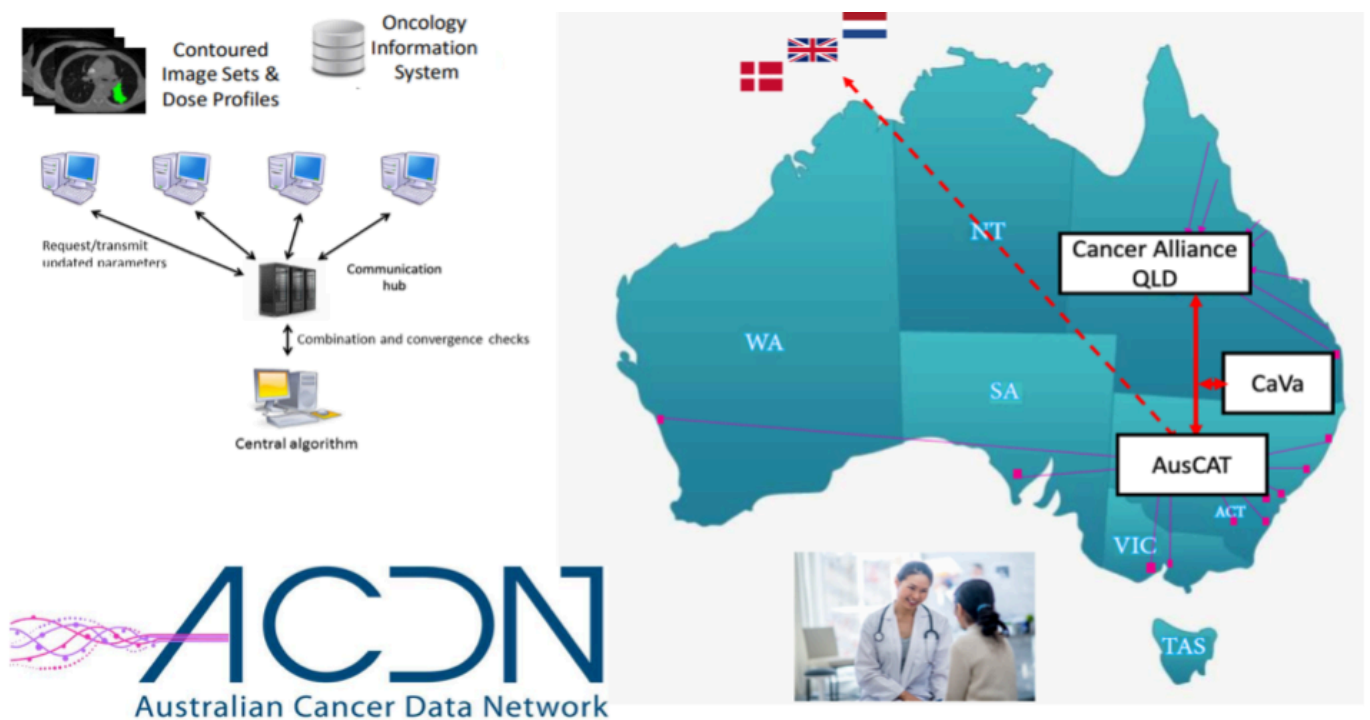 Contoured
Image Sets &
Dose Profiles
Oncology
Information
System
Request/transmit
updated parameters
Communication
hub
Combination and convergence checks
Central algorithm
ACDN
Australian Cancer Data Network
WA
NT
SA
Cancer Alliance
QLD
CaVa
AusCAT
ACT
VIC
TAS